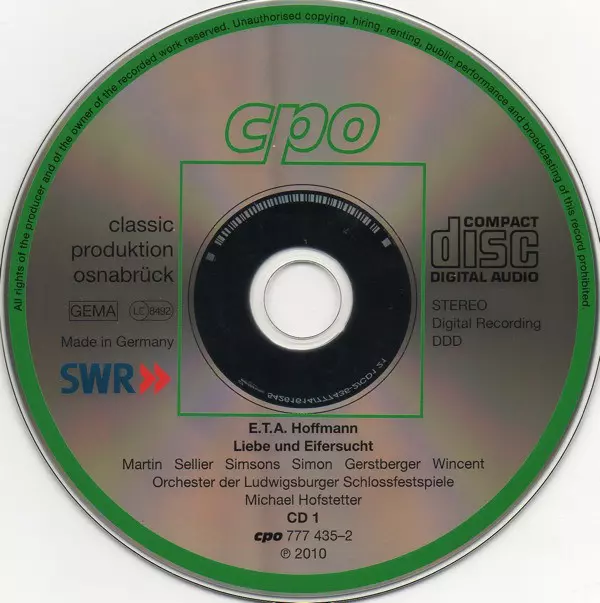 All rights of the producer and of the owner of the recorded work reserved. Unauthorised copying, hiring, renting, public performance and broadcasting of this record prohibited.
cpo
classic
produktion
osnabrück
GEMA LC 8492
Made in Germany
SWR
COMPACT
disc
DIGITAL AUDIO
STEREO
Digital Recording
DDD
E.T.A. Hoffmann
Liebe und Eifersucht
Martin Sellier Simsons Simon Gerstberger Wincent
Orchester der Ludwigsburger Schlossfestspiele
Michael Hofstetter
CD 1
cpo 777 435–2
℗ 2010